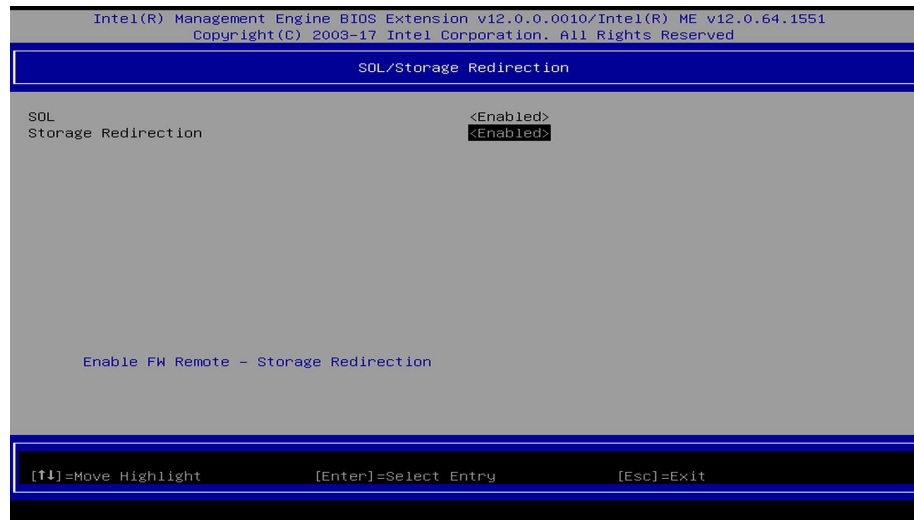 Intel(R) Management Engine BIOS Extension v12.0.0.0010/Intel(R) ME v12.0.64.1551
Copyright(C) 2003-17 Intel Corporation. All Rights Reserved
SOL/Storage Redirection
SOL <Enabled>
Storage Redirection <Enabled>
Enable FW Remote - Storage Redirection
[↑↓]=Move Highlight [Enter]=Select Entry [Esc]=Exit